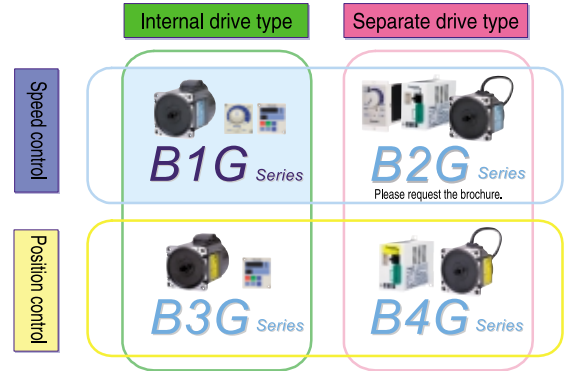 Internal drive type
Separate drive type
Speed control
B1G Series
B2G Series
Please request the brochure.
Position control
B3G Series
B4G Series